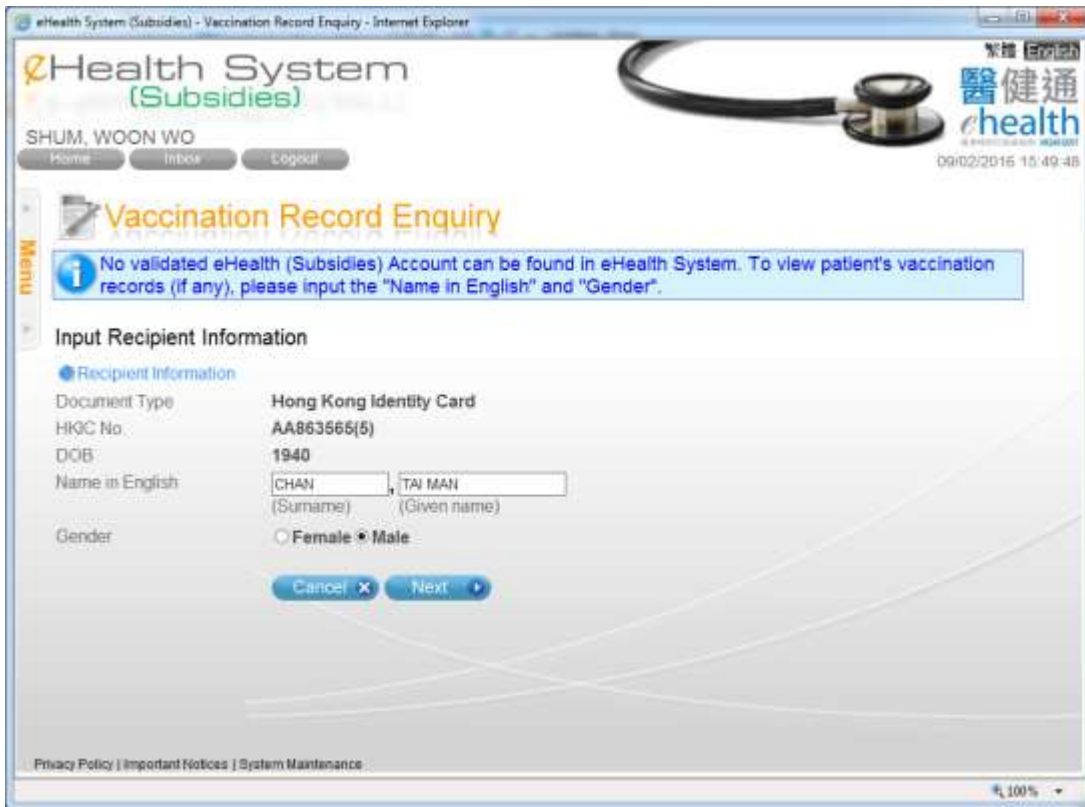 eHealth System (Subsidies) - Vaccination Record Enquiry - Internet Explorer
eHealth System
(Subsidies)
繁體 English
醫健通
ehealth
SHUM, WOON WO
Home Inbox Logout
09/02/2016 15:49:48
Menu
Vaccination Record Enquiry
No validated eHealth (Subsidies) Account can be found in eHealth System. To view patient's vaccination
records (if any), please input the "Name in English" and "Gender".
Input Recipient Information
Recipient Information
Document Type Hong Kong Identity Card
HKIC No. AA863565(5)
DOB 1940
Name in English CHAN , TAI MAN
(Surname) (Given name)
Gender Female Male
Cancel Next
Privacy Policy | Important Notices | System Maintenance
100%